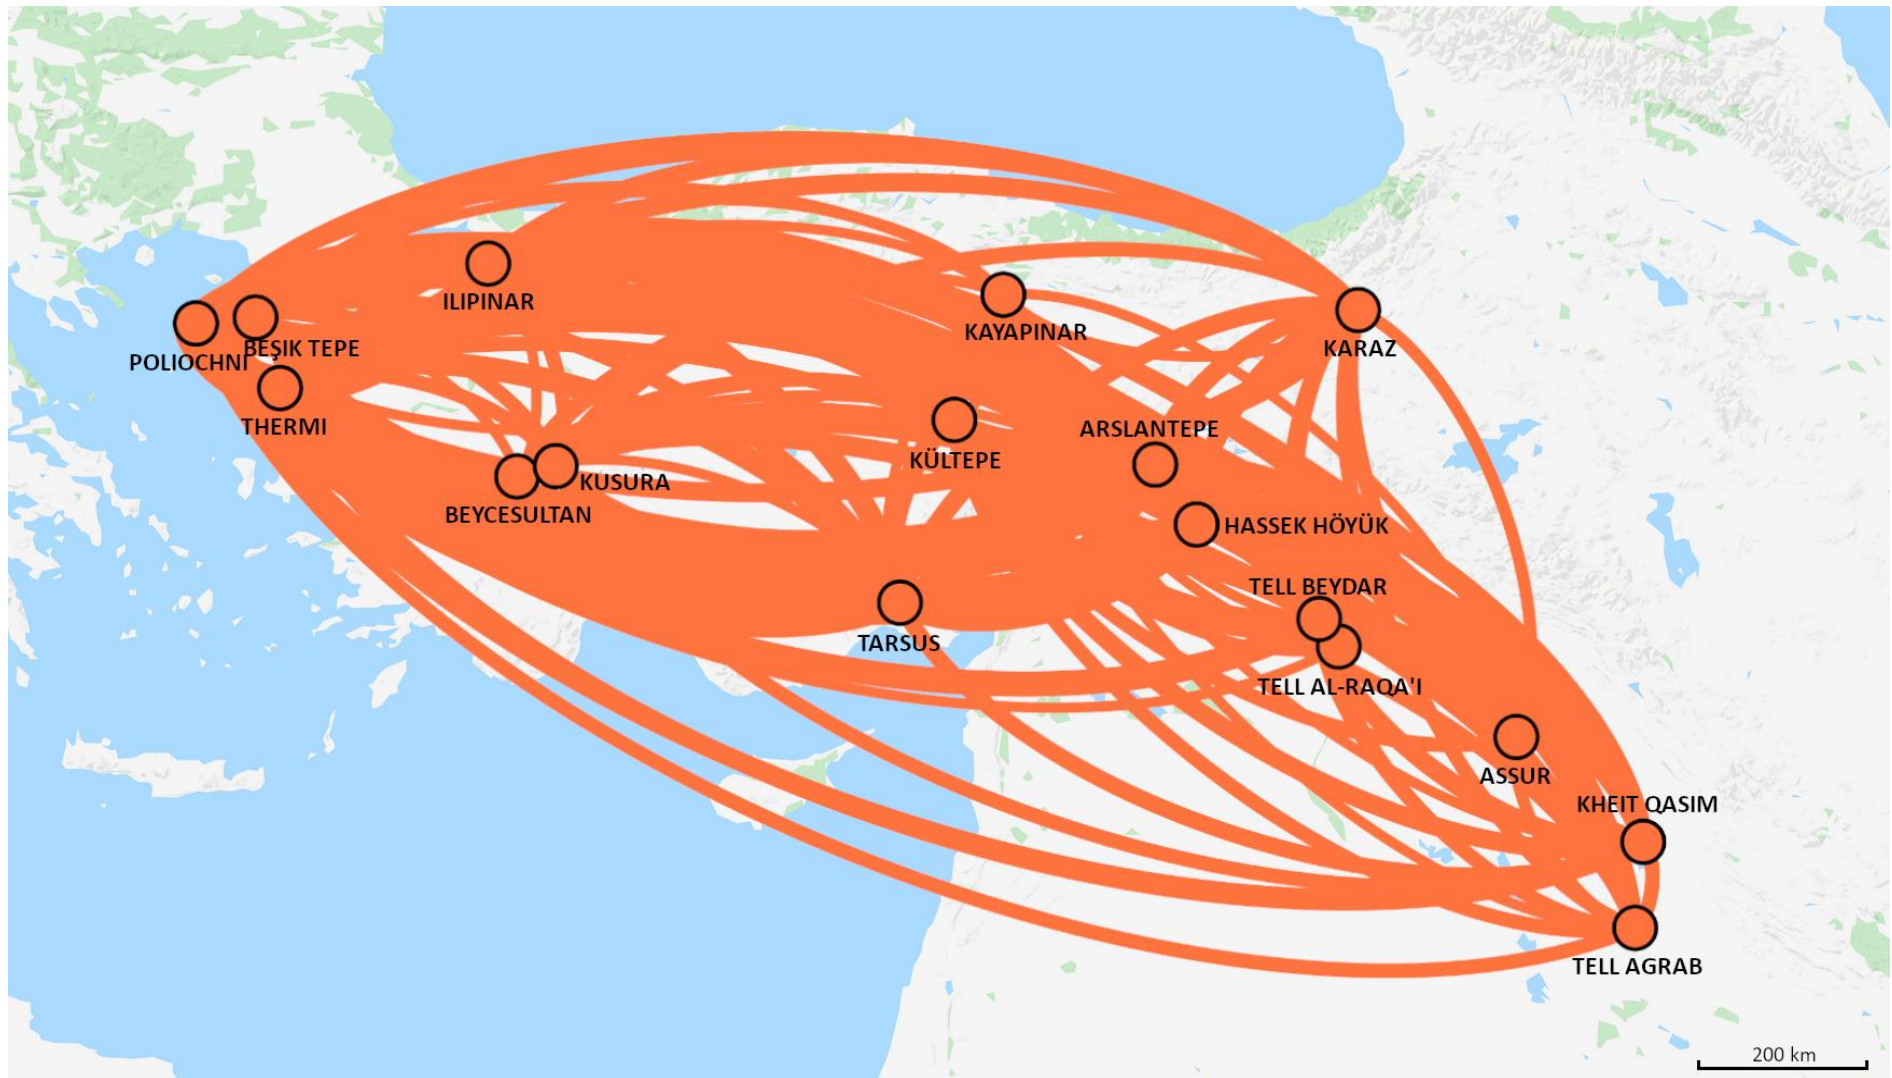 ILIPINAR
KAYAPINAR
POLIOCHNI
BEŞIK TEPE
KARAZ
THERMI
ARSLANTEPE
KÜLTEPE
KUSURA
BEYCESULTAN
HASSEK HÖYÜK
TELL BEYDAR
TARSUS
TELL AL-RAQA'I
ASSUR
KHEIT QASIM
TELL AGRAB
200 km